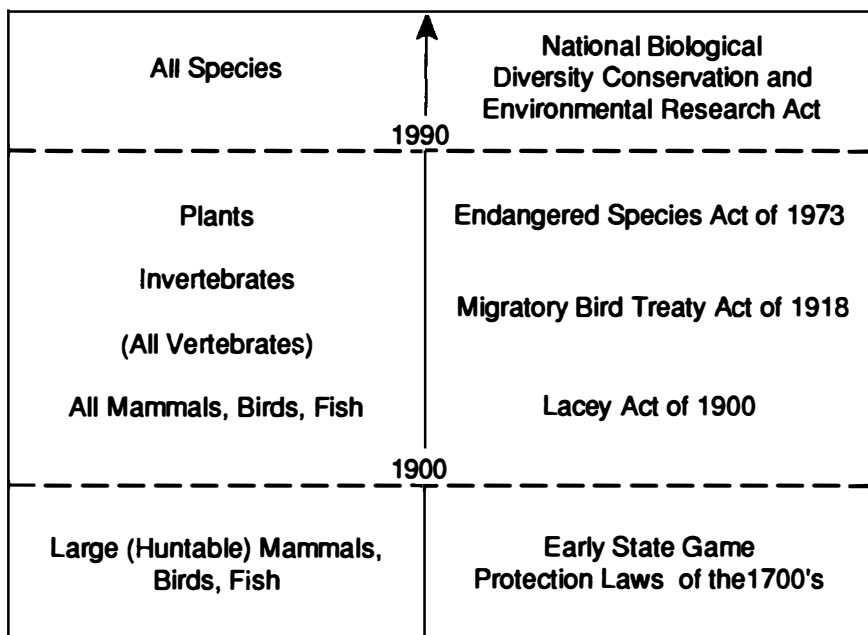 All Species
National Biological
Diversity Conservation and
Environmental Research Act
1990
Plants
Endangered Species Act of 1973
Invertebrates
Migratory Bird Treaty Act of 1918
(All Vertebrates)
All Mammals, Birds, Fish
Lacey Act of 1900
1900
Large (Huntable) Mammals,
Birds, Fish
Early State Game
Protection Laws of the1700's